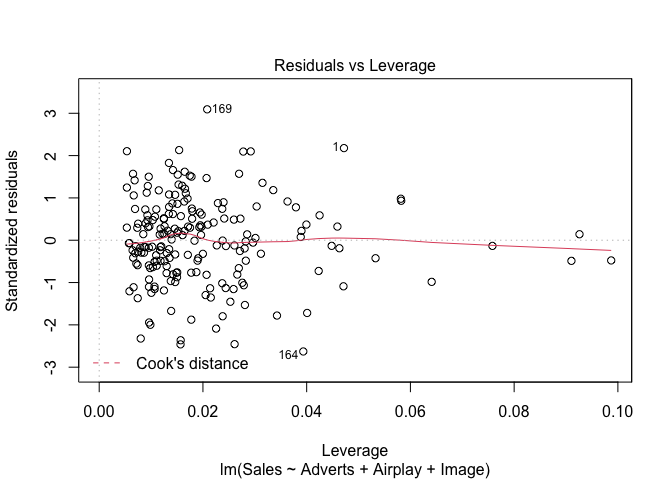 Residuals vs Leverage
Standardized residuals
3
2
1
0
-1
-2
-3
169
1
164
Cook's distance
0.00 0.02 0.04 0.06 0.08 0.10
Leverage
lm(Sales ~ Adverts + Airplay + Image)